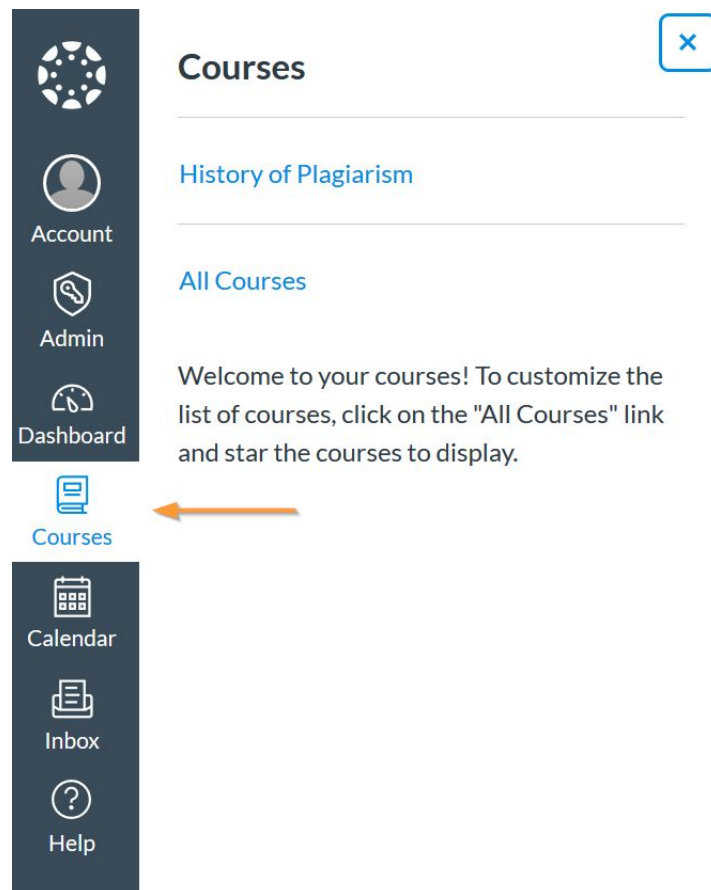 Account
Admin
Dashboard
Courses
Calendar
Inbox
Help
Courses
×
History of Plagiarism
All Courses
Welcome to your courses! To customize the
list of courses, click on the "All Courses" link
and star the courses to display.